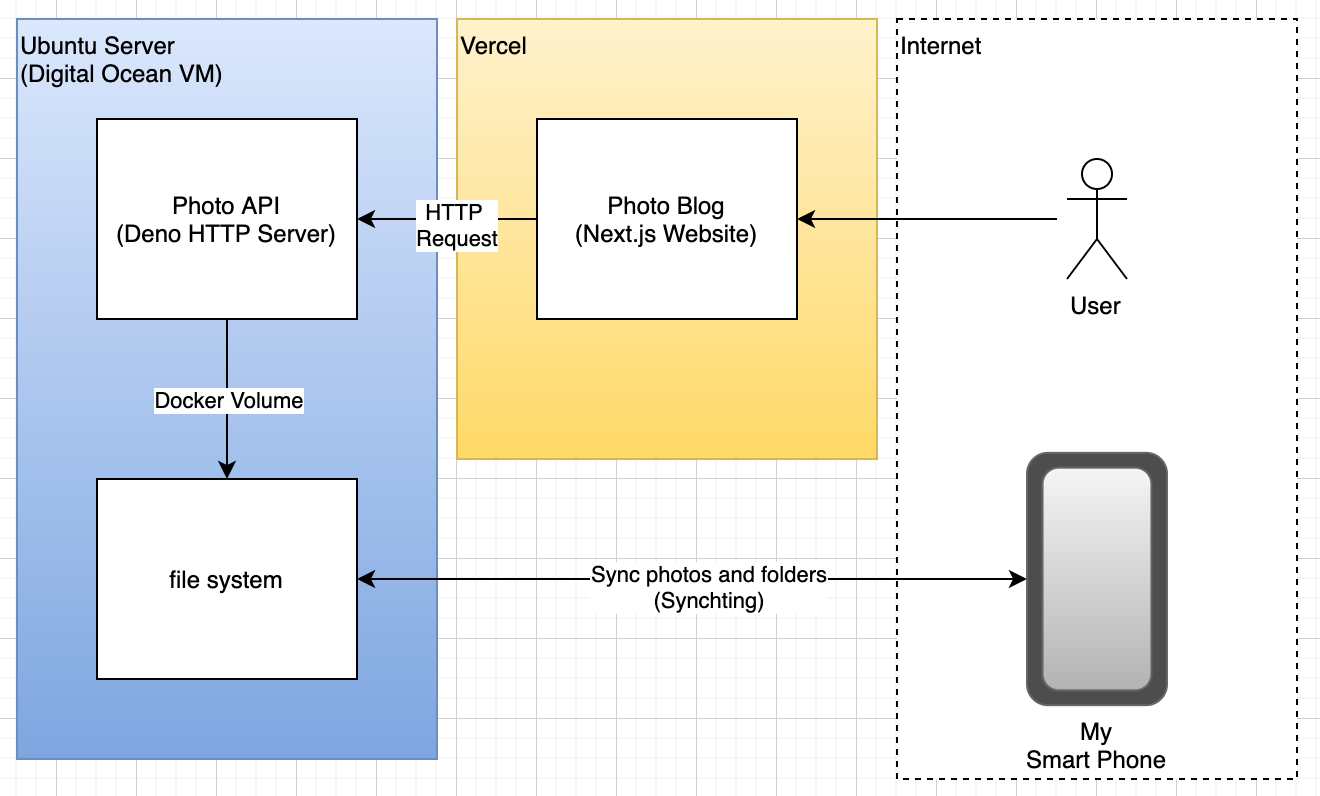 Ubuntu Server
(Digital Ocean VM)
Vercel
Internet
Photo API
(Deno HTTP Server)
HTTP
Request
Photo Blog
(Next.js Website)
User
Docker Volume
file system
Sync photos and folders
(Synchting)
My
Smart Phone